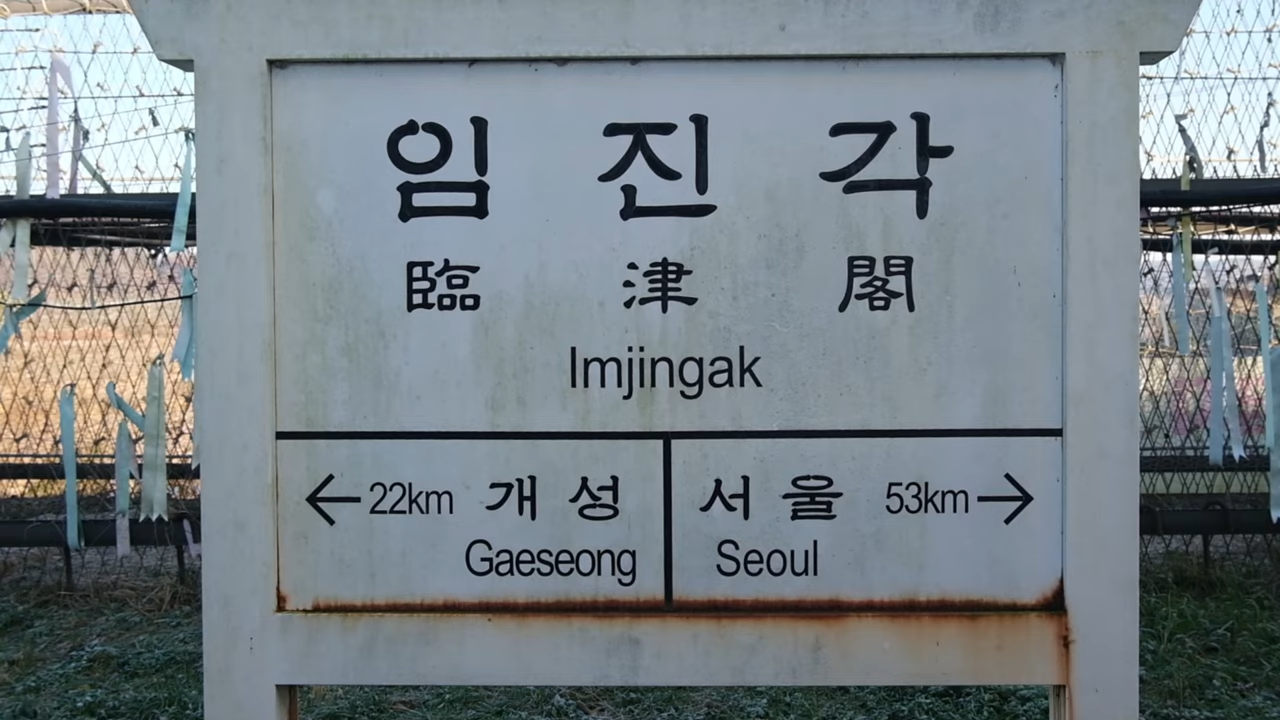 임 진 각
臨 津 閣
Imjingak
← 22km 개 성
Gaeseong
서 울 53km →
Seoul